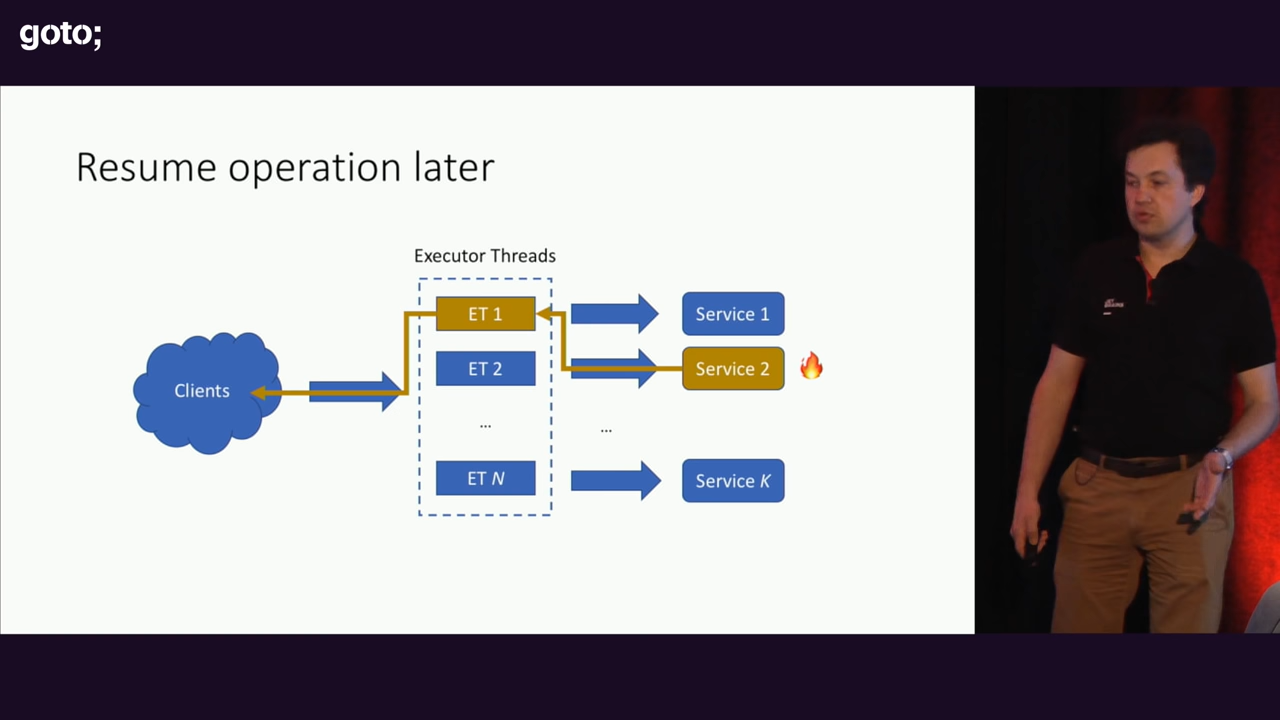 goto;
Resume operation later
Executor Threads
ET 1
Service 1
ET 2
Service 2
Clients
...
...
ET N
Service K